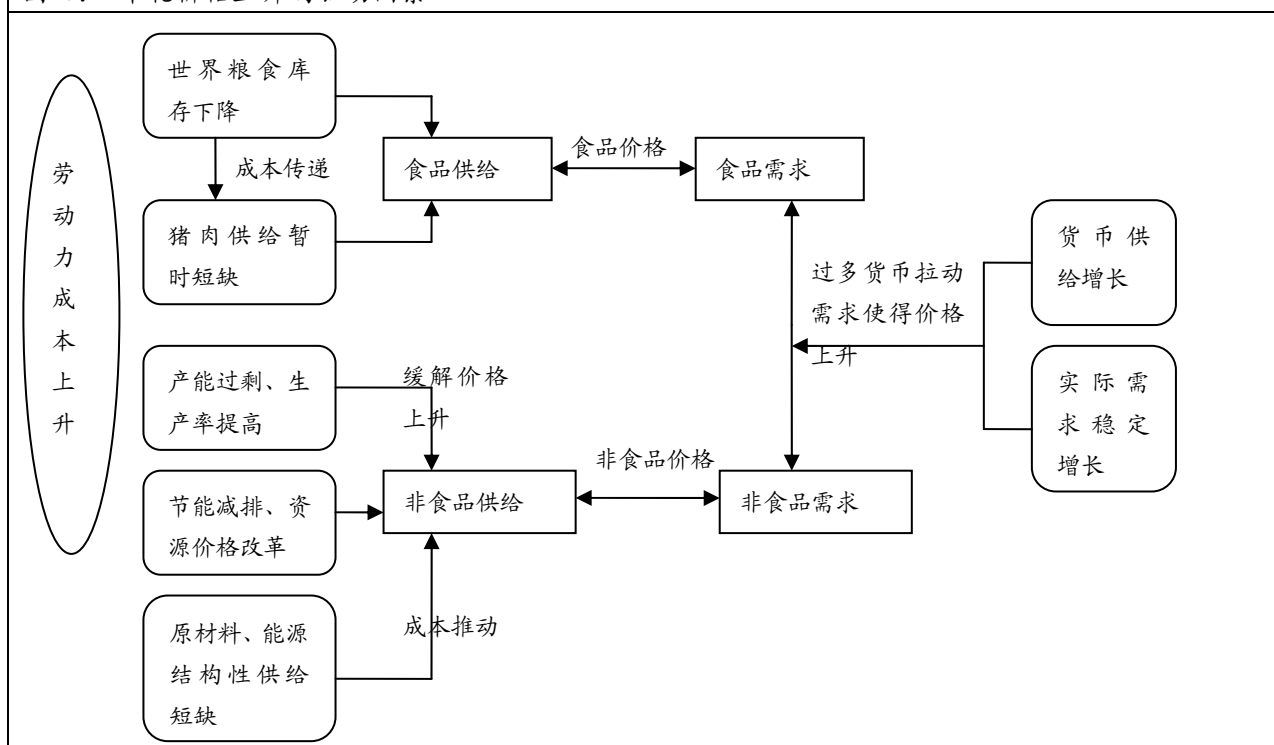 劳动力成本上升
世界粮食库
存下降
成本传递
猪肉供给暂
时短缺
食品供给
食品价格
食品需求
货币供
给增长
过多货币拉动
需求使得价格
上升
实际需
求稳定
增长
产能过剩、生
产率提高
缓解价格
上升
节能减排、资
源价格改革
非食品供给
非食品价格
非食品需求
原材料、能源
结构性供给
短缺
成本推动